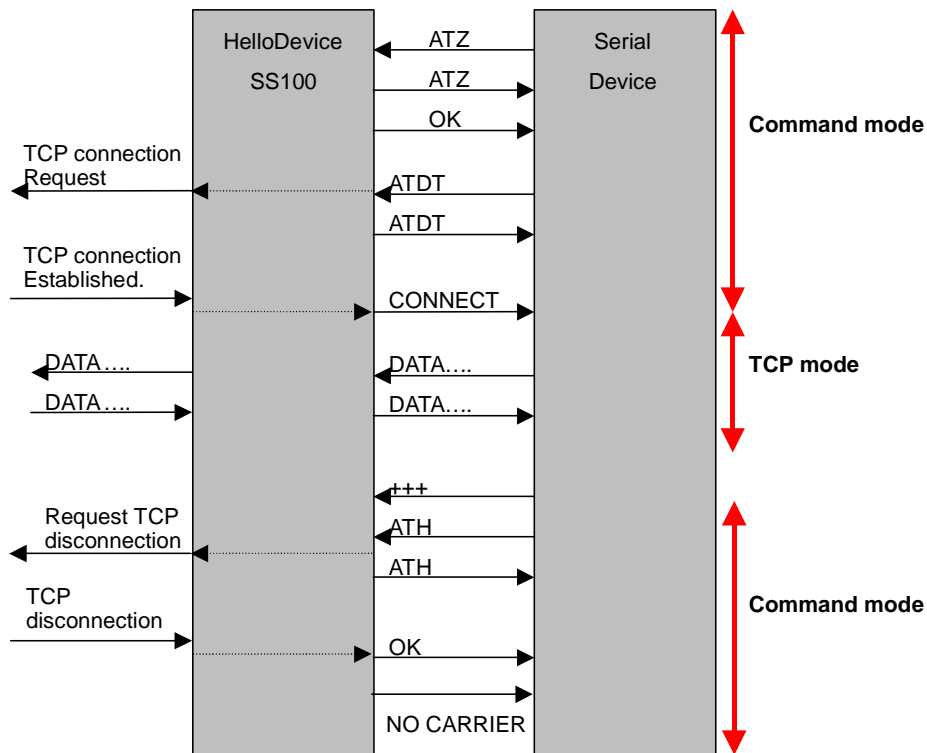 HelloDevice
SS100
Serial
Device
ATZ
ATZ
OK
Command mode
TCP connection
Request
ATDT
ATDT
TCP connection
Established.
CONNECT
DATA….
DATA….
TCP mode
DATA….
DATA….
+++
Request TCP
disconnection
ATH
ATH
TCP
disconnection
Command mode
OK
NO CARRIER